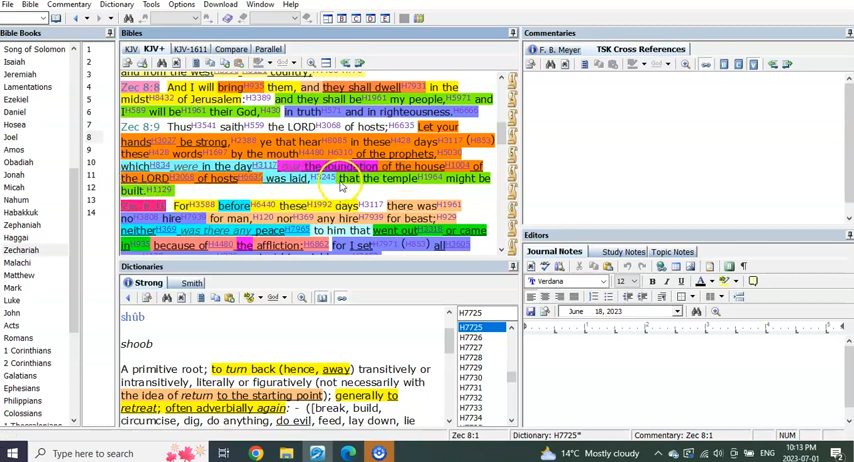 File Bible Commentary Dictionary Tools Options Download Window Help
B C D E
Bible Books
Song of Solomon
Isaiah
Jeremiah
Lamentations
Ezekiel
Daniel
Hosea
Joel
Amos
Obadiah
Jonah
Micah
Nahum
Habakkuk
Zephaniah
Haggai
Zechariah
Malachi
Matthew
Mark
Luke
John
Acts
Romans
1 Corinthians
2 Corinthians
Galatians
Ephesians
Philippians
Colossians
1 Thessalonians
1
2
3
4
5
6
7
8
9
10
11
12
13
14
Bibles
KJV KJV+ KJV-1611 Compare Parallel
and from the west country;
Zec 8:8 And I will bring H935 them, and they shall dwell H7931 in the
midst H8432 of Jerusalem: H3389 and they shall be H1961 my people, H5971 and
I H589 will be H1961 their God, H430 in truth H571 and in righteousness. H6666
Zec 8:9 Thus H3541 saith H559 the LORD H3068 of hosts; H6635 Let your
hands H3027 be strong, H2388 ye that hear H8085 in these H428 days H3117 (H853)
these H428 words H1697 by the mouth H4480 H6310 of the prophets, H5030
which H834 were in the day H3117 the foundation of the house H1004 of
the LORD H3068 of hosts H6635 was laid, H3245 that the temple H1964 might be
built. H1129
For H3588 before H6440 these H1992 days H3117 there was H1961
no H3808 hire H7939 for man, H120 nor H369 any hire H7939 for beast; H929
neither H369 was there any peace H7965 to him that went out H3318 or came
in H935 because of H4480 the affliction: H6862 for I set H7971 (H853) all H3605
Dictionaries
Strong Smith
shûb
shoob
A primitive root; to turn back (hence, away) transitively or
intransitively, literally or figuratively (not necessarily with
the idea of return to the starting point); generally to
retreat; often adverbially again: - ([break, build,
circumcise, dig, do anything, do evil, feed, lay down, lie
H7725
H7725
H7726
H7727
H7728
H7729
H7730
H7731
H7732
H7733
H7734
Commentaries
F. B. Meyer TSK Cross References
Editors
Journal Notes Study Notes Topic Notes
Verdana 12 B I U A
June 18, 2023
1 2 3 4 5
Zec 8:1 Dictionary: H7725* Commentary: Zec 8:1 NUM
Type here to search
14°C Mostly cloudy
ENG
10:13 PM
2023-07-01
2